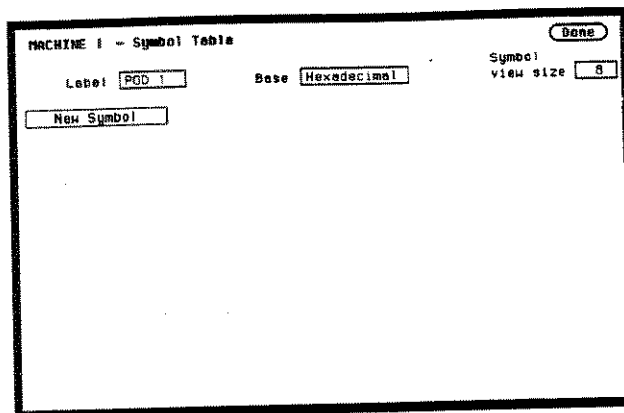 MACHINE 1 - Symbol Table
Done
Label POD 1
Base Hexadecimal
Symbol
view size 8
New Symbol